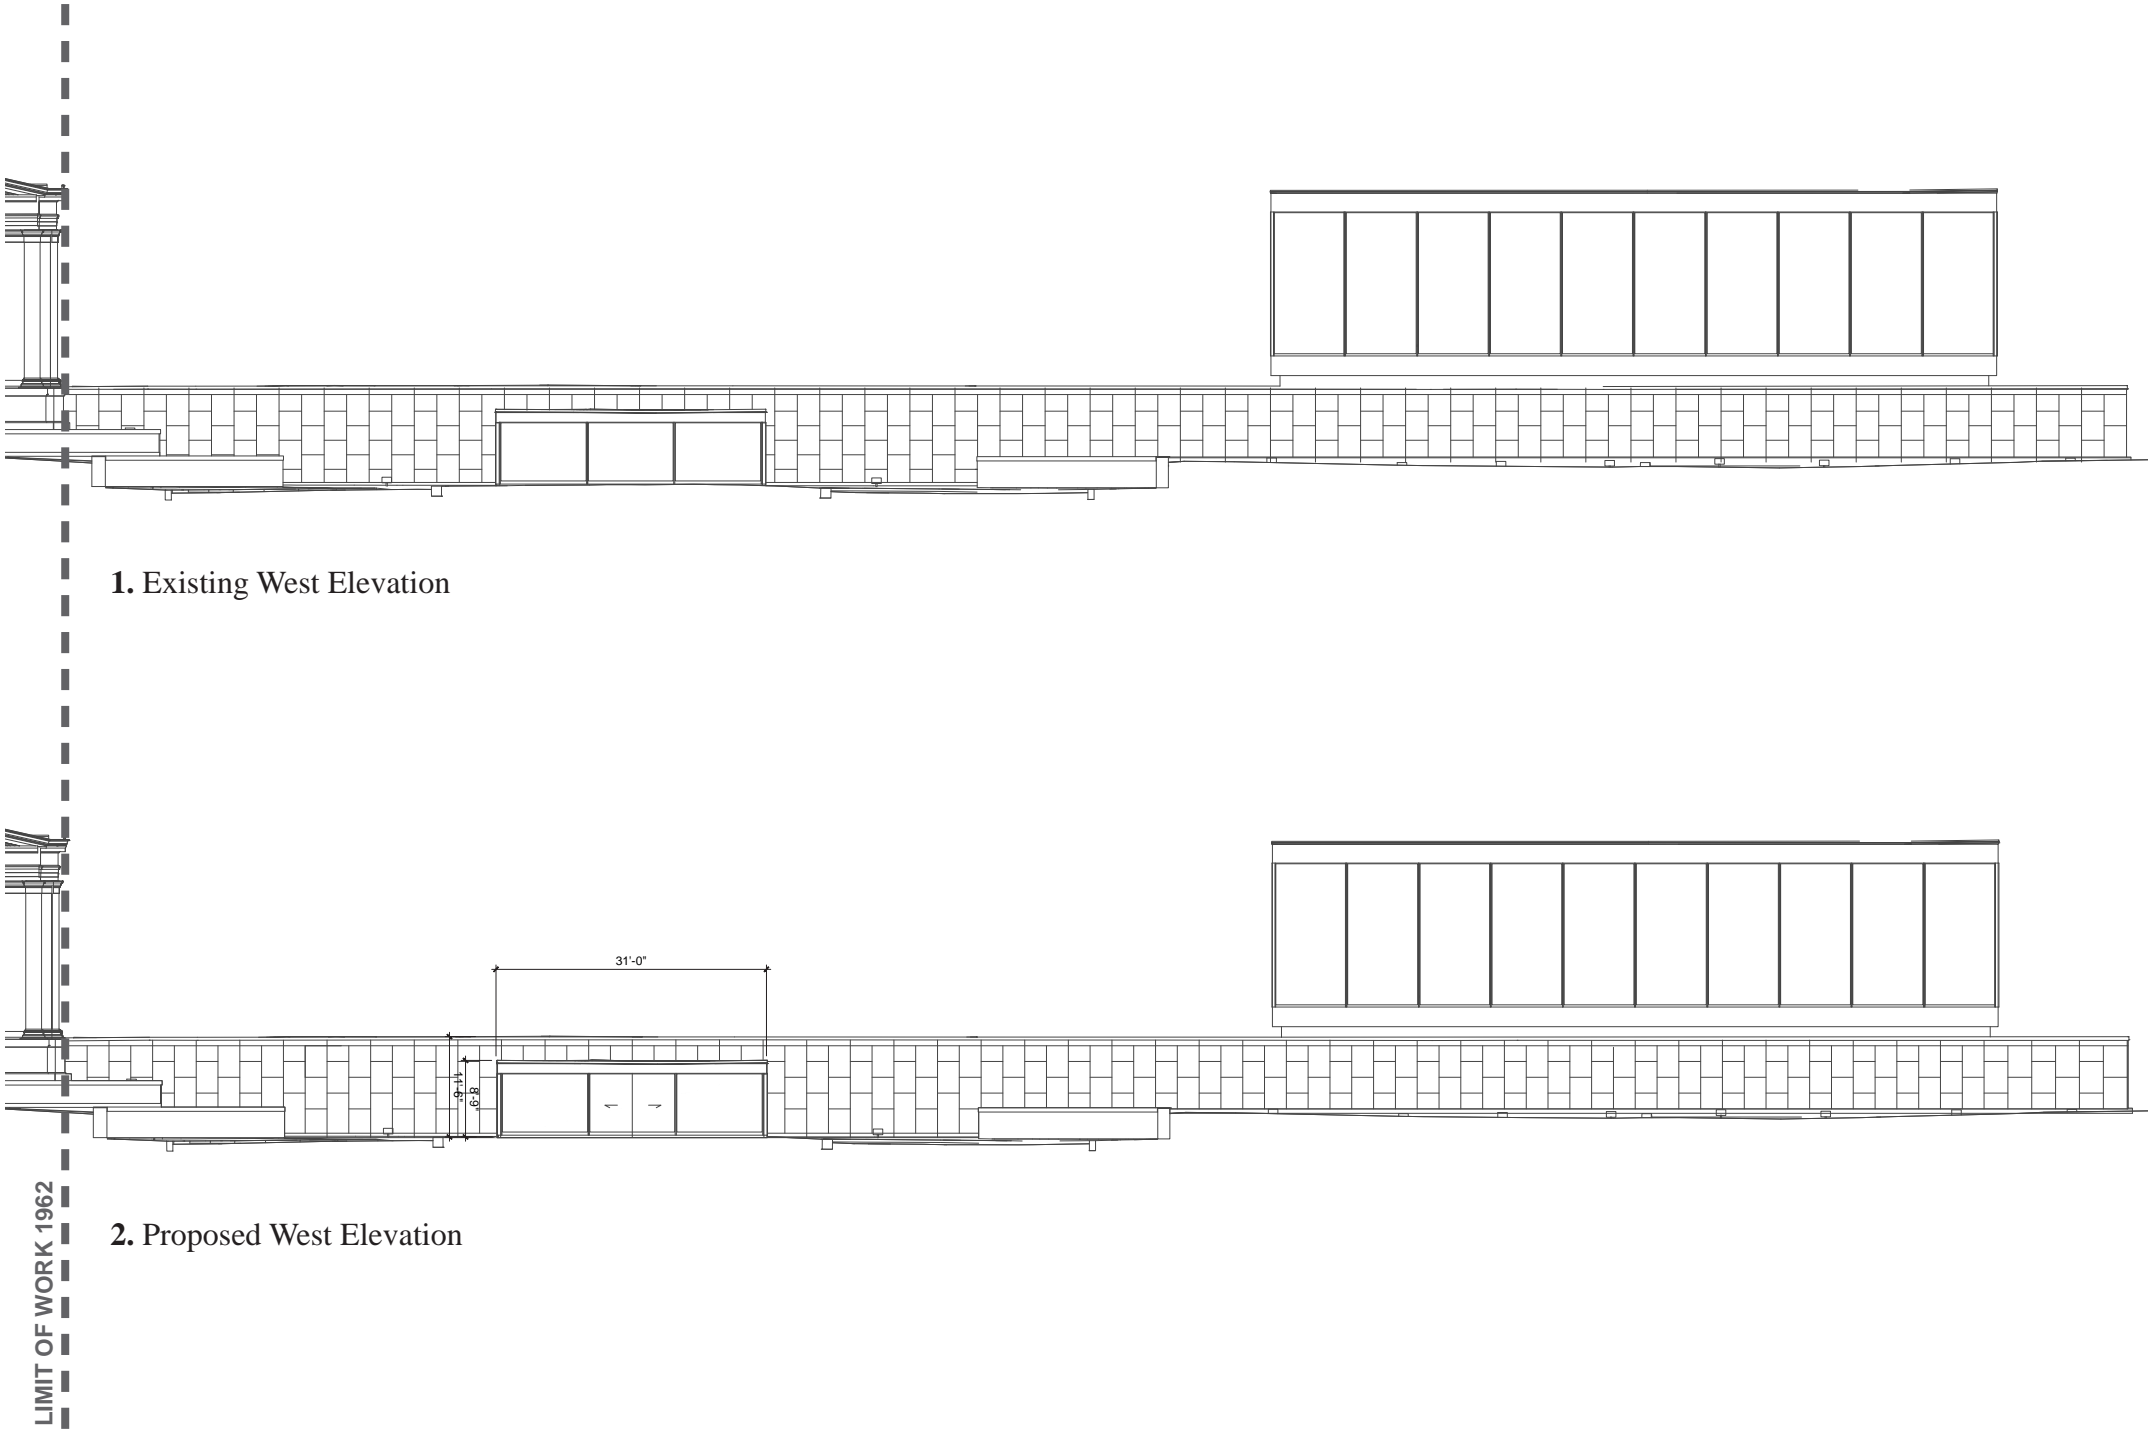 1. Existing West Elevation
31'-0"
11'-6"
8'-9"
LIMIT OF WORK 1962
2. Proposed West Elevation